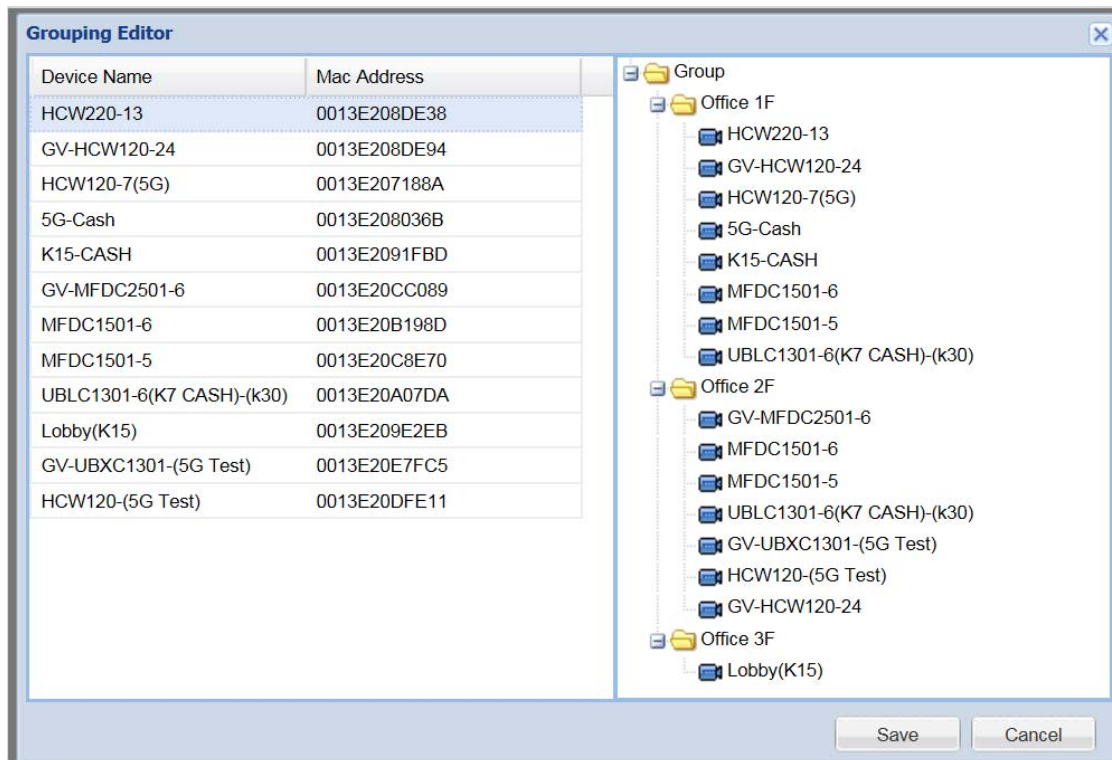 Grouping Editor
Device Name Mac Address
HCW220-13 0013E208DE38
GV-HCW120-24 0013E208DE94
HCW120-7(5G) 0013E207188A
5G-Cash 0013E208036B
K15-CASH 0013E2091FBD
GV-MFDC2501-6 0013E20CC089
MFDC1501-6 0013E20B198D
MFDC1501-5 0013E20C8E70
UBLC1301-6(K7 CASH)-(k30) 0013E20A07DA
Lobby(K15) 0013E209E2EB
GV-UBXC1301-(5G Test) 0013E20E7FC5
HCW120-(5G Test) 0013E20DFE11
Group
Office 1F
HCW220-13
GV-HCW120-24
HCW120-7(5G)
5G-Cash
K15-CASH
MFDC1501-6
MFDC1501-5
UBLC1301-6(K7 CASH)-(k30)
Office 2F
GV-MFDC2501-6
MFDC1501-6
MFDC1501-5
UBLC1301-6(K7 CASH)-(k30)
GV-UBXC1301-(5G Test)
HCW120-(5G Test)
GV-HCW120-24
Office 3F
Lobby(K15)
Save Cancel